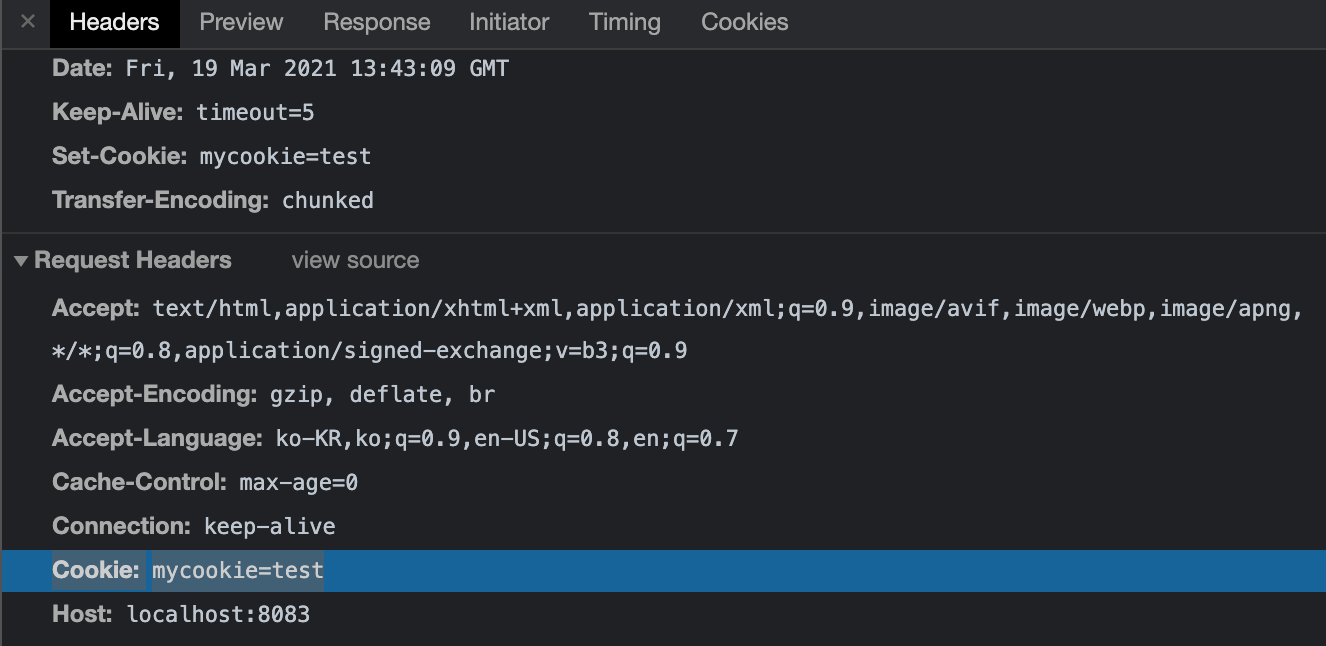 × Headers Preview Response Initiator Timing Cookies
Date: Fri, 19 Mar 2021 13:43:09 GMT
Keep-Alive: timeout=5
Set-Cookie: mycookie=test
Transfer-Encoding: chunked
▼ Request Headers view source
Accept: text/html,application/xhtml+xml,application/xml;q=0.9,image/avif,image/webp,image/apng,
*/*;q=0.8,application/signed-exchange;v=b3;q=0.9
Accept-Encoding: gzip, deflate, br
Accept-Language: ko-KR,ko;q=0.9,en-US;q=0.8,en;q=0.7
Cache-Control: max-age=0
Connection: keep-alive
Cookie: mycookie=test
Host: localhost:8083